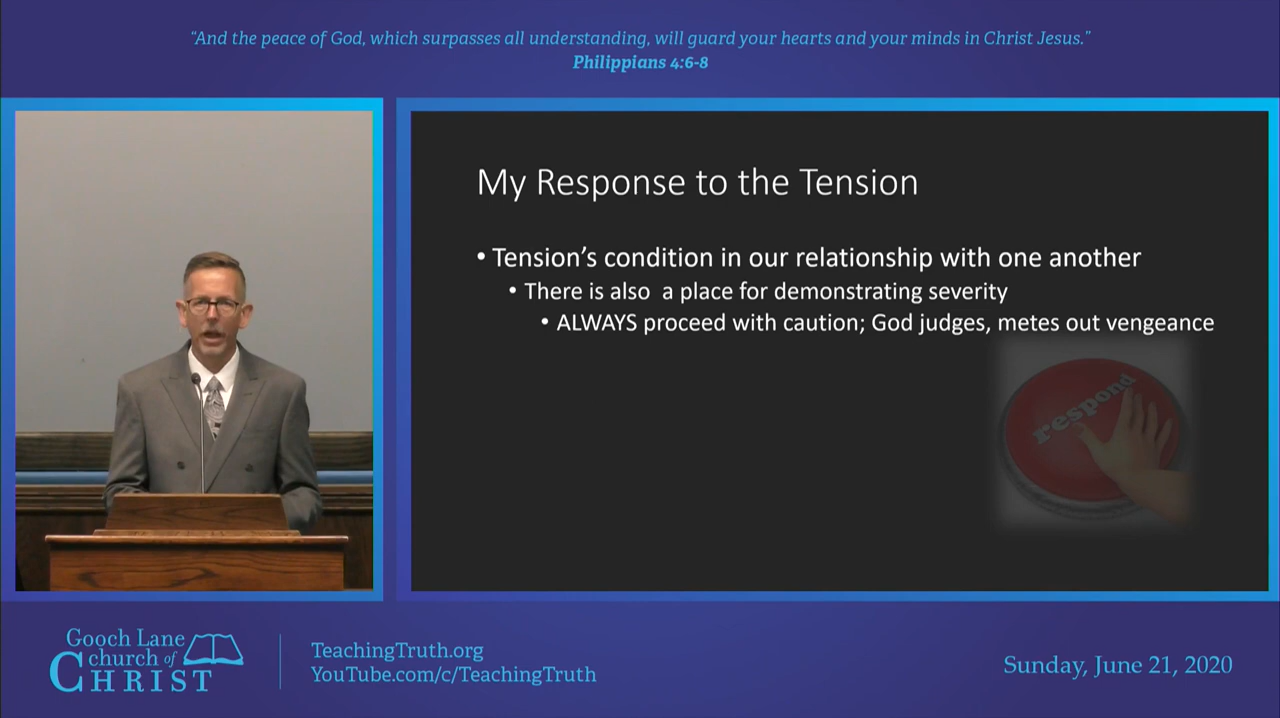 “And the peace of God, which surpasses all understanding, will guard your hearts and your minds in Christ Jesus.”
Philippians 4:6-8
My Response to the Tension
• Tension’s condition in our relationship with one another
• There is also  a place for demonstrating severity
• ALWAYS proceed with caution; God judges, metes out vengeance
respond
Gooch Lane
church of
CHRIST
TeachingTruth.org
YouTube.com/c/TeachingTruth
Sunday, June 21, 2020